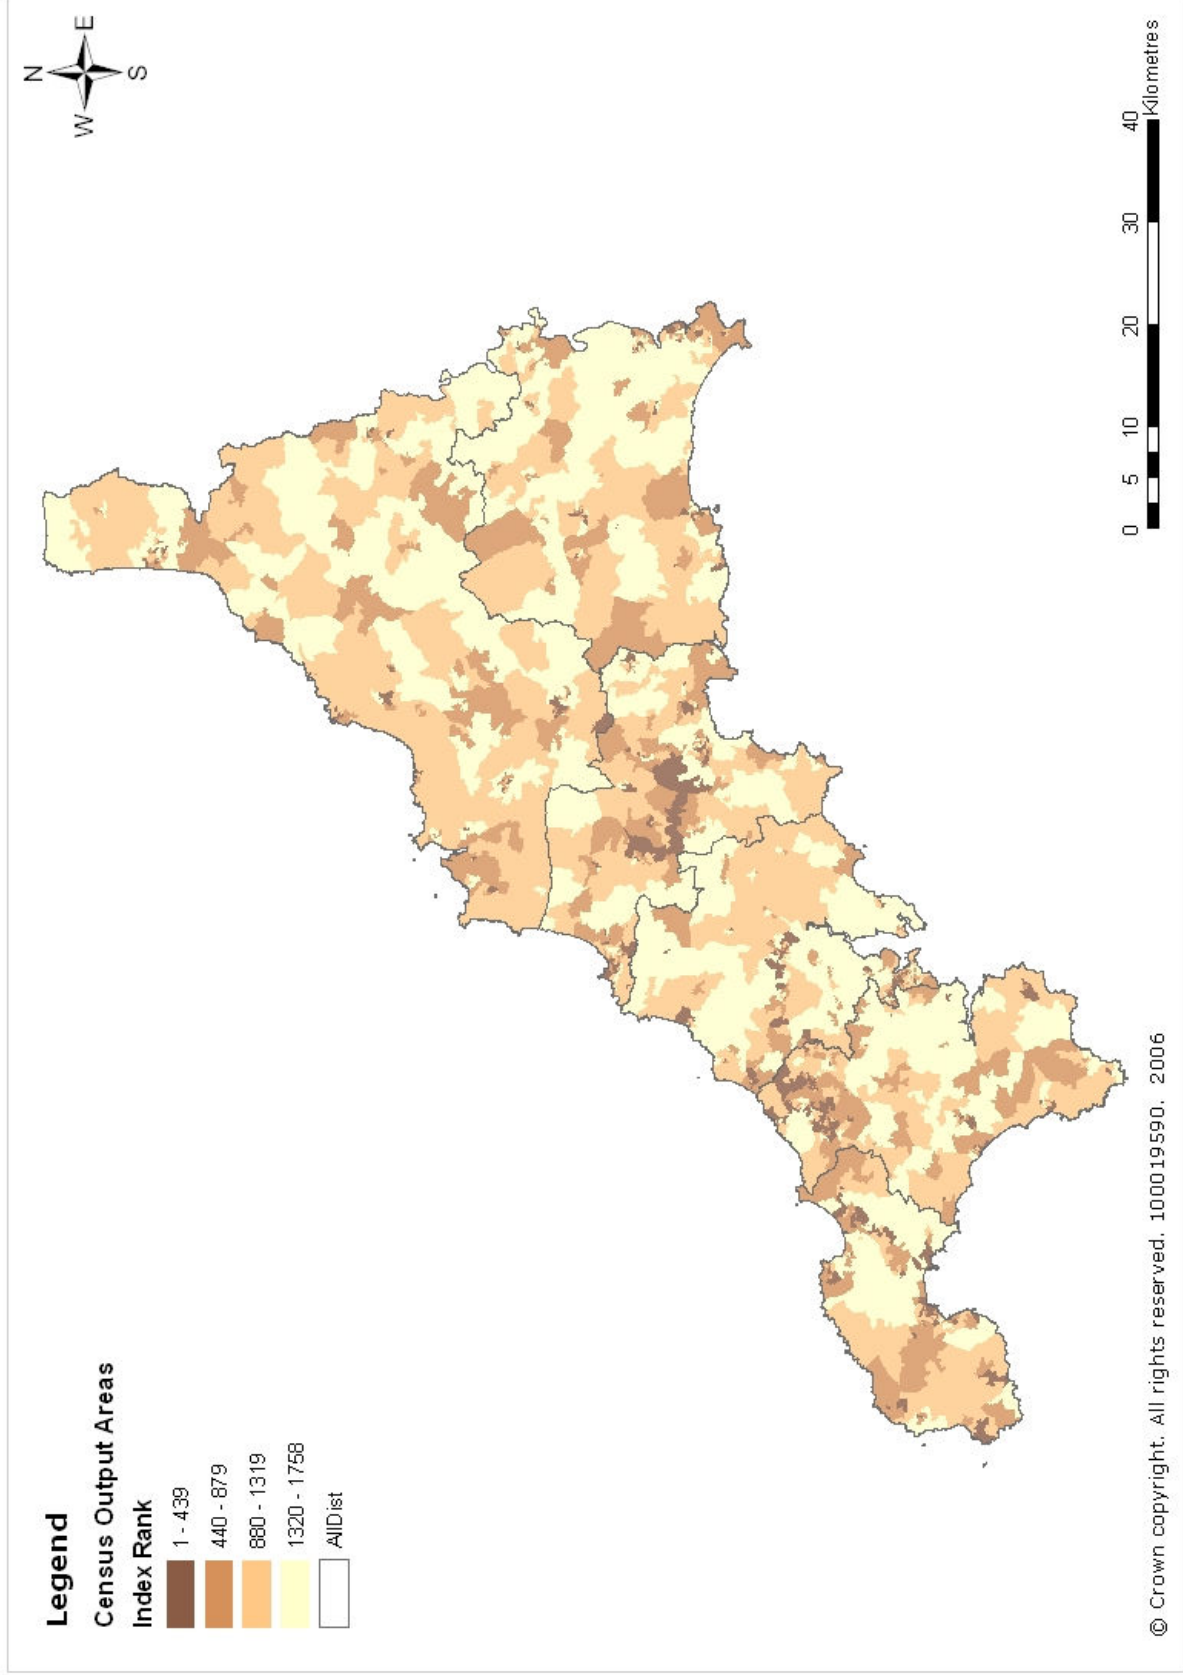 Legend
Census Output Areas
Index Rank
1 - 439
440 - 879
880 - 1319
1320 - 1758
AllDist
N
W E
S
0 5 10 20 30 40
Kilometres
© Crown copyright. All rights reserved. 100019590. 2006